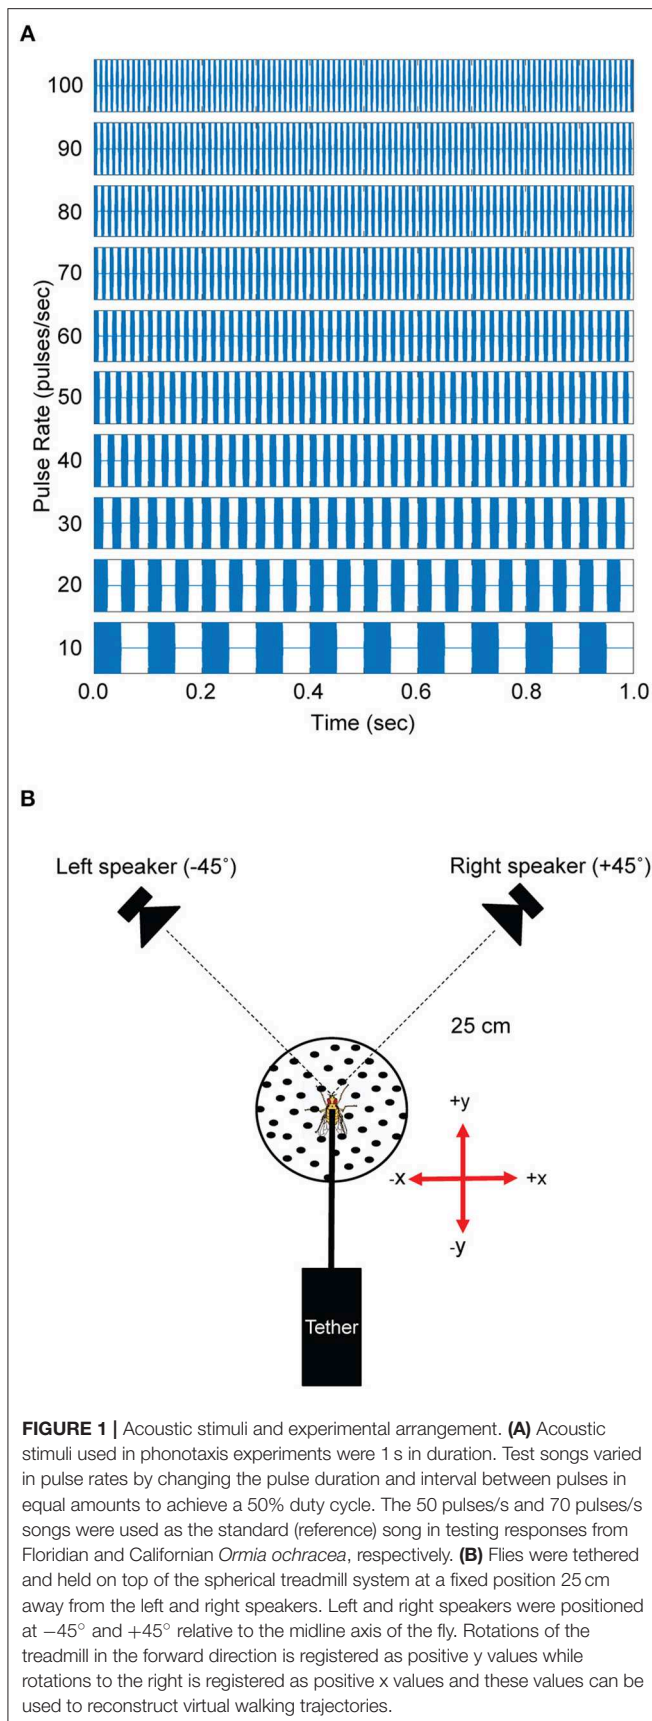 A
100
90
80
70
60
50
40
30
20
10
Pulse Rate (pulses/sec)
0.0 0.2 0.4 0.6 0.8 1.0
Time (sec)
B
Left speaker (-45˚) Right speaker (+45˚)
25 cm
+y
-x +x
-y
Tether
FIGURE 1 | Acoustic stimuli and experimental arrangement. (A) Acoustic
stimuli used in phonotaxis experiments were 1 s in duration. Test songs varied
in pulse rates by changing the pulse duration and interval between pulses in
equal amounts to achieve a 50% duty cycle. The 50 pulses/s and 70 pulses/s
songs were used as the standard (reference) song in testing responses from
Floridian and Californian Ormia ochracea, respectively. (B) Flies were tethered
and held on top of the spherical treadmill system at a fixed position 25 cm
away from the left and right speakers. Left and right speakers were positioned
at −45° and +45° relative to the midline axis of the fly. Rotations of the
treadmill in the forward direction is registered as positive y values while
rotations to the right is registered as positive x values and these values can be
used to reconstruct virtual walking trajectories.